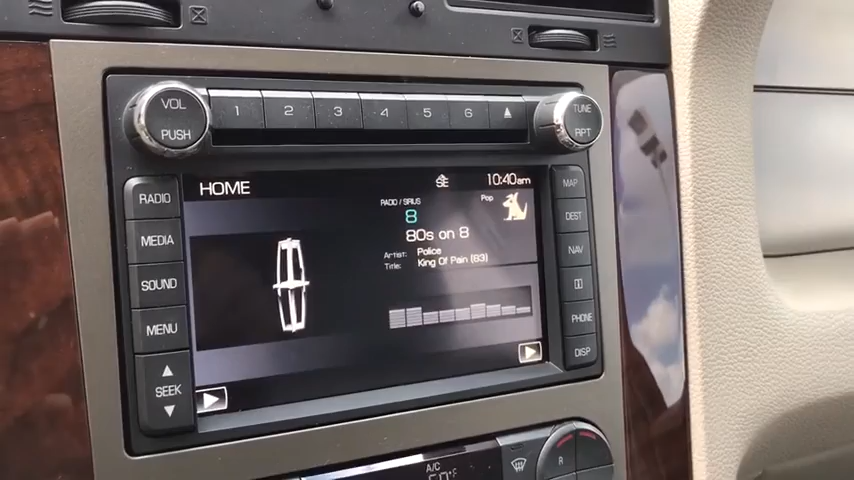 VOL
PUSH
1 2 3 4 5 6
TUNE
RPT
RADIO
MEDIA
SOUND
MENU
SEEK
HOME
SE
10:40am
RADIO / SIRIUS
8
Pop
80s on 8
Artist: Police
Title: King Of Pain (83)
MAP
DEST
NAV
PHONE
DISP
A/C
R